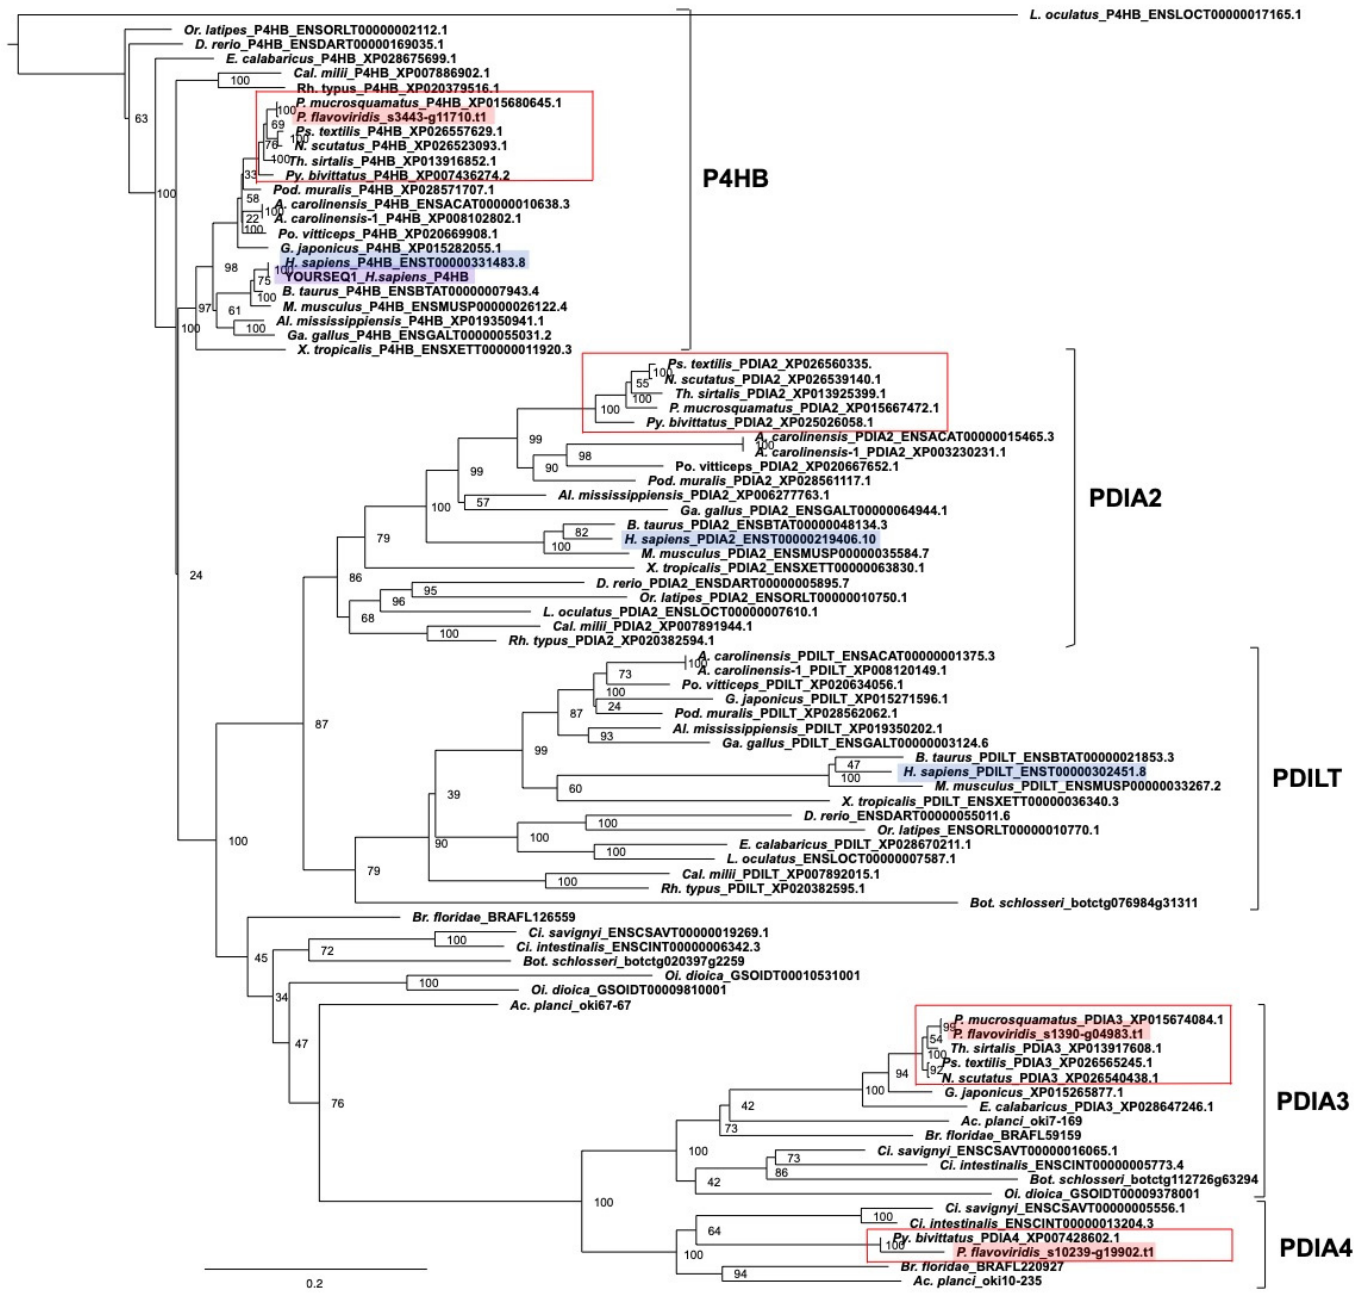 L. oculatus_P4HB_ENSLOCT00000017165.1
Or. latipes_P4HB_ENSORLT00000002112.1
D. rerio_P4HB_ENSDART00000169035.1
E. calabaricus_P4HB_XP028675699.1
Cal. milii_P4HB_XP007886902.1
100
Rh. typus_P4HB_XP020379516.1
P. mucrosquamatus_P4HB_XP015680645.1
100
P. flavoviridis_s3443-g11710.t1
63
69
Ps. textilis_P4HB_XP026557629.1
100
76
N. scutatus_P4HB_XP026523093.1
100
Th. sirtalis_P4HB_XP013916852.1
33
Py. bivittatus_P4HB_XP007436274.2
P4HB
100
Pod. muralis_P4HB_XP028571707.1
58
A. carolinensis_P4HB_ENSACAT00000010638.3
100
22
A. carolinensis-1_P4HB_XP008102802.1
100
Po. vitticeps_P4HB_XP020669908.1
G. japonicus_P4HB_XP015282055.1
98
H. sapiens_P4HB_ENST00000331483.8
100
YOURSEQ1_H.sapiens_P4HB
75
B. taurus_P4HB_ENSBTAT00000007943.4
100
97
61
M. musculus_P4HB_ENSMUSP00000026122.4
Al. mississippiensis_P4HB_XP019350941.1
100
100
Ga. gallus_P4HB_ENSGALT00000055031.2
X. tropicalis_P4HB_ENSXETT00000011920.3
Ps. textilis_PDIA2_XP026560335.
100
N. scutatus_PDIA2_XP026539140.1
55
Th. sirtalis_PDIA2_XP013925399.1
100
100
P. mucrosquamatus_PDIA2_XP015667472.1
Py. bivittatus_PDIA2_XP025026058.1
99
A. carolinensis_PDIA2_ENSACAT00000015465.3
100
98
A. carolinensis-1_PDIA2_XP003230231.1
90
Po. vitticeps_PDIA2_XP020667652.1
99
Pod. muralis_PDIA2_XP028561117.1
Al. mississippiensis_PDIA2_XP006277763.1
PDIA2
57
100
Ga. gallus_PDIA2_ENSGALT00000064944.1
B. taurus_PDIA2_ENSBTAT00000048134.3
82
79
H. sapiens_PDIA2_ENST00000219406.10
100
M. musculus_PDIA2_ENSMUSP00000035584.7
X. tropicalis_PDIA2_ENSXETT00000063830.1
24
86
D. rerio_PDIA2_ENSDART00000005895.7
95
96
Or. latipes_PDIA2_ENSORLT00000010750.1
68
L. oculatus_PDIA2_ENSLOCT00000007610.1
Cal. milii_PDIA2_XP007891944.1
100
Rh. typus_PDIA2_XP020382594.1
A. carolinensis_PDILT_ENSACAT00000001375.3
100
73
A. carolinensis-1_PDILT_XP008120149.1
Po. vitticeps_PDILT_XP020634056.1
100
G. japonicus_PDILT_XP015271596.1
24
87
Pod. muralis_PDILT_XP028562062.1
87
Al. mississippiensis_PDILT_XP019350202.1
93
Ga. gallus_PDILT_ENSGALT00000003124.6
99
B. taurus_PDILT_ENSBTAT00000021853.3
47
H. sapiens_PDILT_ENST00000302451.8
PDILT
100
M. musculus_PDILT_ENSMUSP00000033267.2
60
39
X. tropicalis_PDILT_ENSXETT00000036340.3
D. rerio_ENSDART00000055011.6
100
Or. latipes_ENSORLT00000010770.1
100
100
90
E. calabaricus_PDILT_XP028670211.1
100
L. oculatus_ENSLOCT00000007587.1
79
Cal. milii_PDILT_XP007892015.1
100
Rh. typus_PDILT_XP020382595.1
Bot. schlosseri_botctg076984g31311
Br. floridae_BRAFL126559
Ci. savignyi_ENSCSAVT00000019269.1
100
72
Ci. intestinalis_ENSCINT00000006342.3
45
Bot. schlosseri_botctg020397g2259
Oi. dioica_GSOIDT00010531001
100
Oi. dioica_GSOIDT00009810001
34
Ac. planci_oki67-67
P. mucrosquamatus_PDIA3_XP015674084.1
99
P. flavoviridis_s1390-g04983.t1
47
54
Th. sirtalis_PDIA3_XP013917608.1
100
Ps. textilis_PDIA3_XP026565245.1
92
94
N. scutatus_PDIA3_XP026540438.1
100
G. japonicus_XP015265877.1
PDIA3
76
42
E. calabaricus_PDIA3_XP028647246.1
Ac. planci_oki7-169
73
Br. floridae_BRAFL59159
100
Ci. savignyi_ENSCSAVT00000016065.1
73
Ci. intestinalis_ENSCINT00000005773.4
86
Bot. schlosseri_botctg112726g63294
42
Oi. dioica_GSOIDT00009378001
100
Ci. savignyi_ENSCSAVT00000005556.1
100
Ci. intestinalis_ENSCINT00000013204.3
64
Py. bivittatus_PDIA4_XP007428602.1
100
PDIA4
P. flavoviridis_s10239-g19902.t1
100
Br. floridae_BRAFL220927
94
Ac. planci_oki10-235
0.2